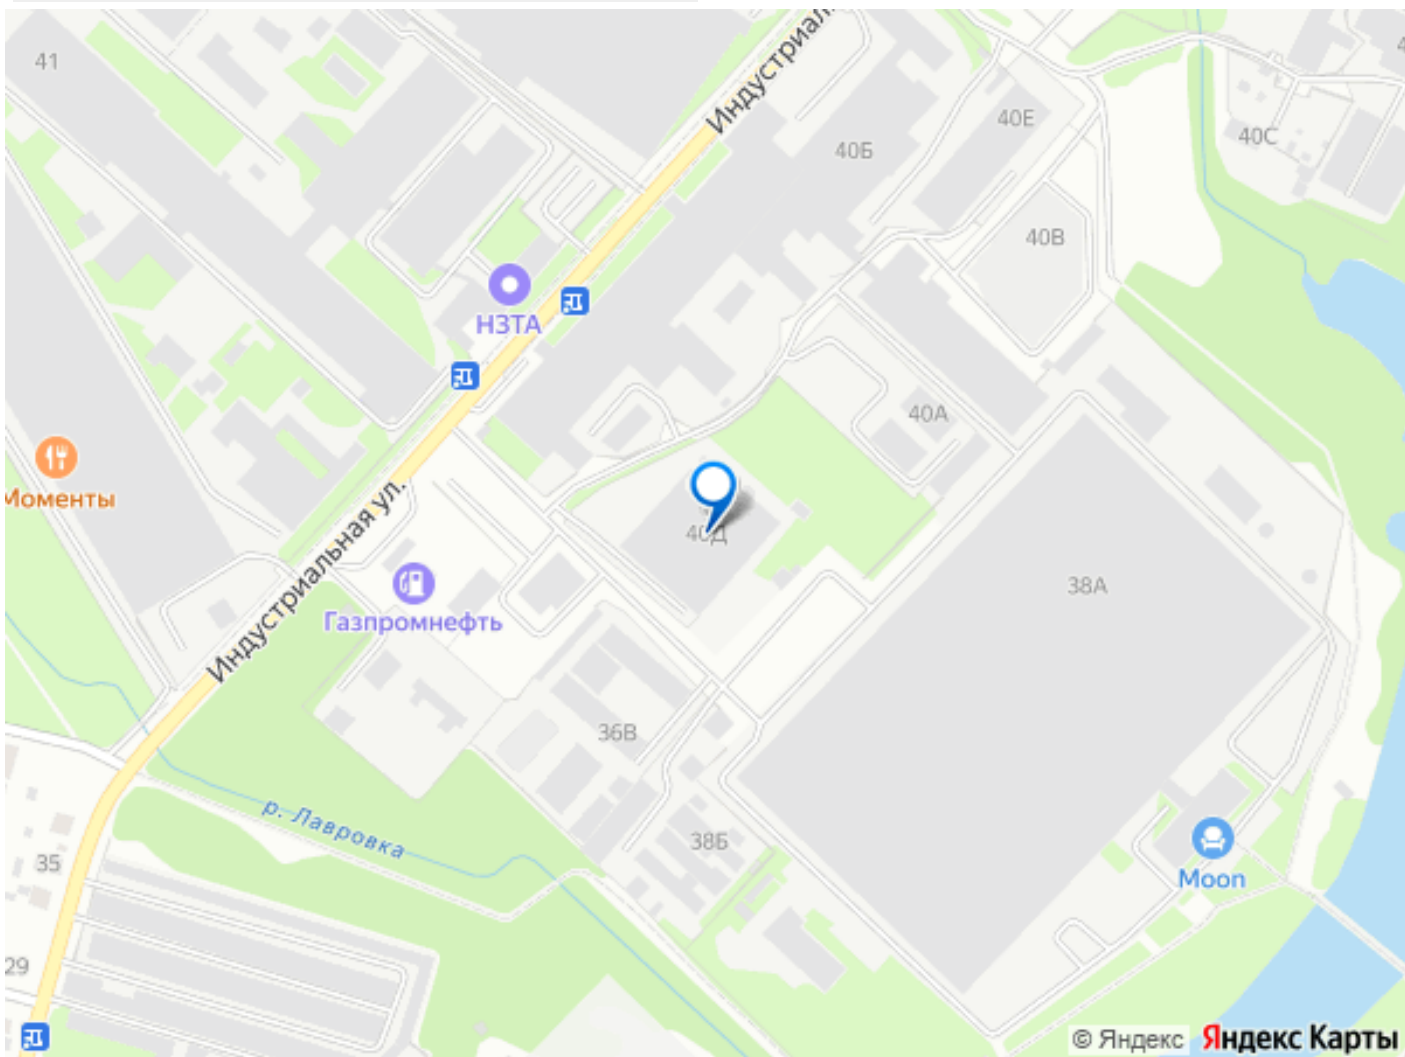 Индустриал
41
40Е
40Б
40С
40В
НЗТА
40А
Моменты
40Д
Индустриальная ул.
Газпромнефть
38А
36В
р. Лавровка
38Б
35
Moon
29
© Яндекс Яндекс Карты